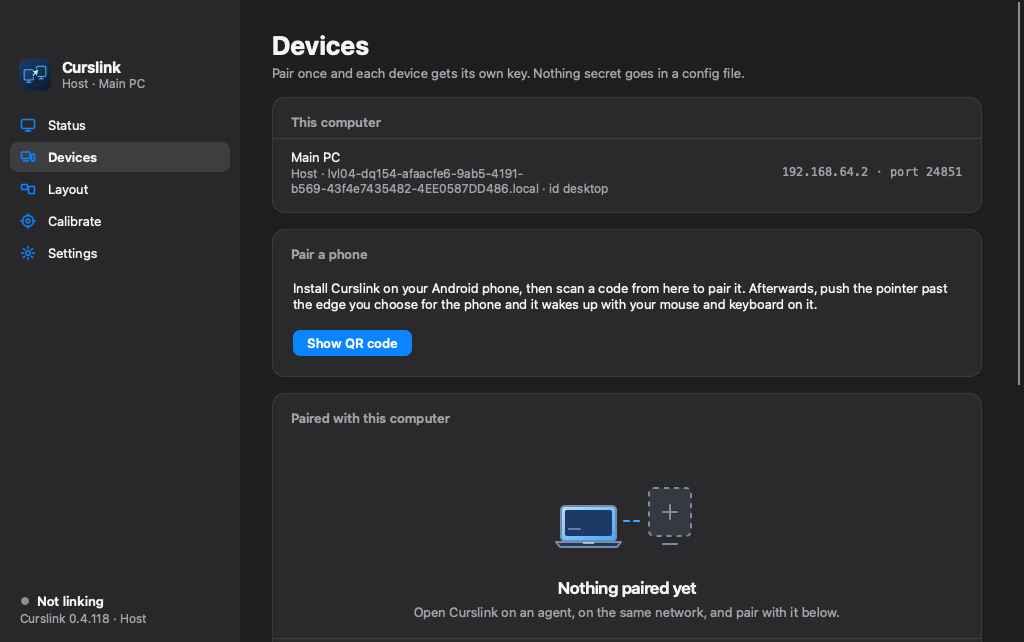 Curslink
Host · Main PC
Status
Devices
Layout
Calibrate
Settings
Not linking
Curslink 0.4.118 · Host
Devices
Pair once and each device gets its own key. Nothing secret goes in a config file.
This computer
Main PC
Host · lvl04-dq154-afaacfe6-9ab5-4191-
b569-43f4e7435482-4EE0587DD486.local · id desktop
192.168.64.2 · port 24851
Pair a phone
Install Curslink on your Android phone, then scan a code from here to pair it. Afterwards, push the pointer past
the edge you choose for the phone and it wakes up with your mouse and keyboard on it.
Show QR code
Paired with this computer
Nothing paired yet
Open Curslink on an agent, on the same network, and pair with it below.